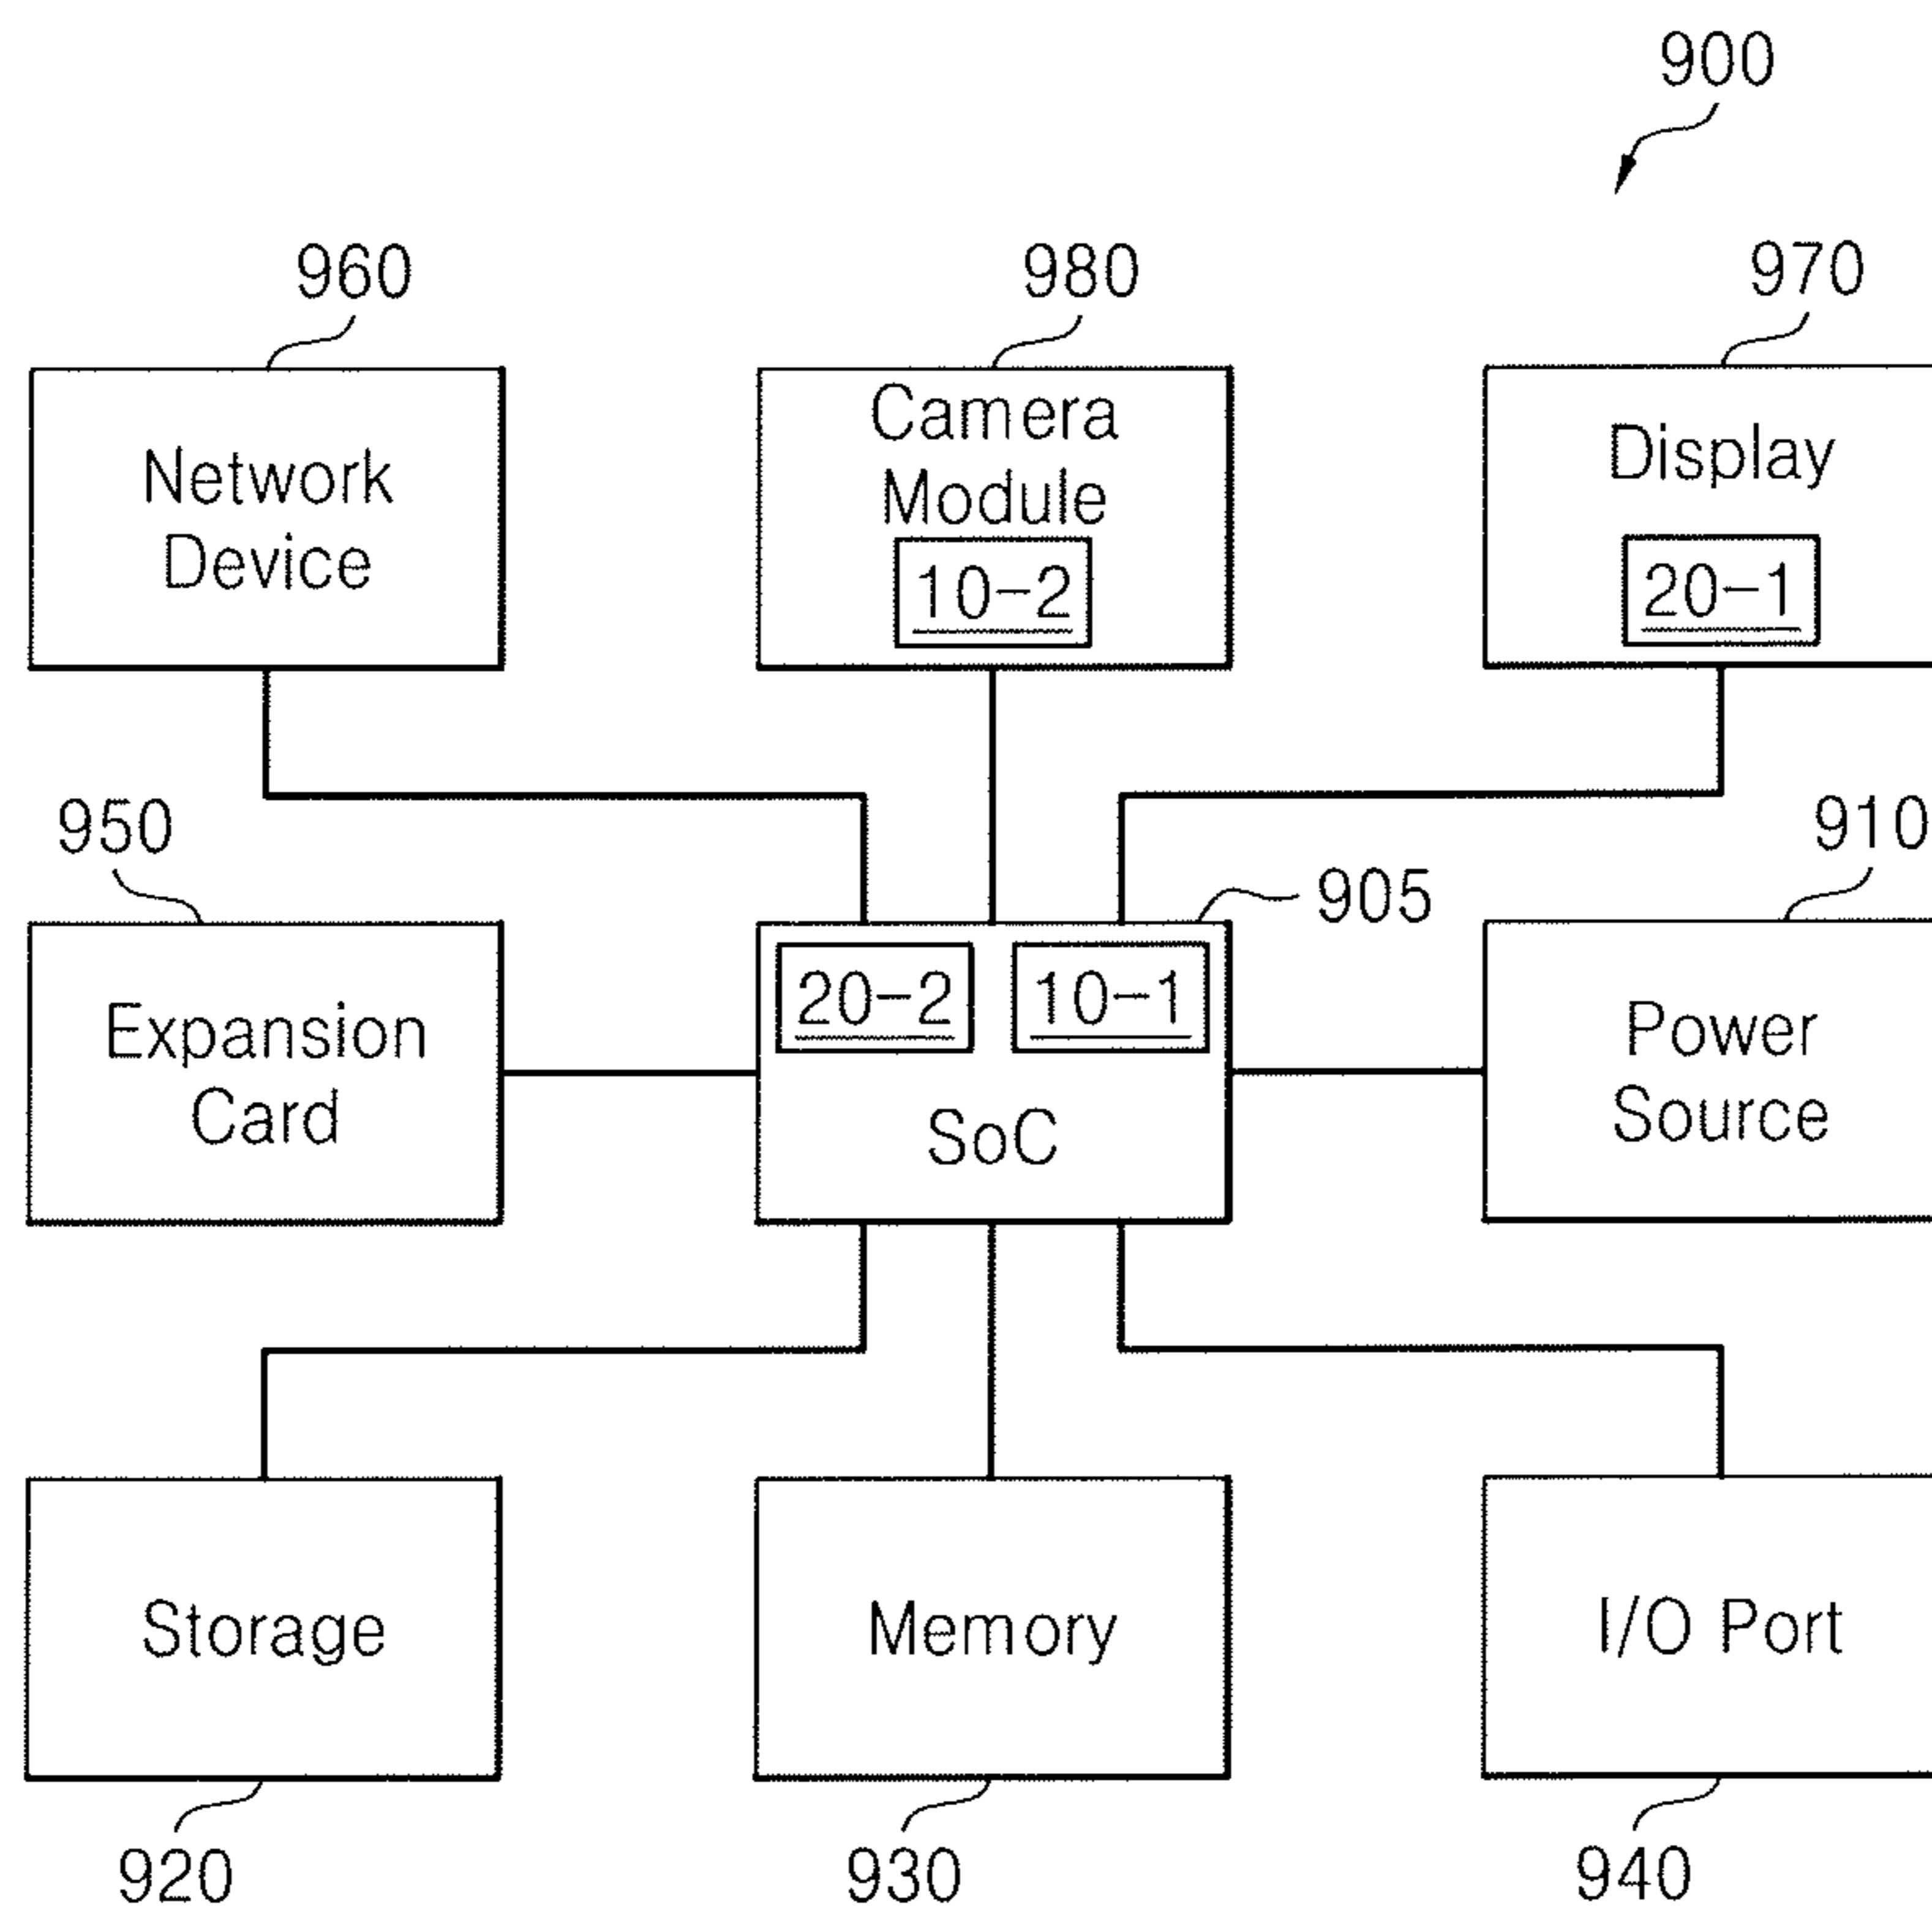 900
960
980
970
Network
Device
Camera
Module
10-2
Display
20-1
950
905
910
Expansion
Card
20-2
10-1
SoC
Power
Source
Storage
Memory
I/O Port
920
930
940